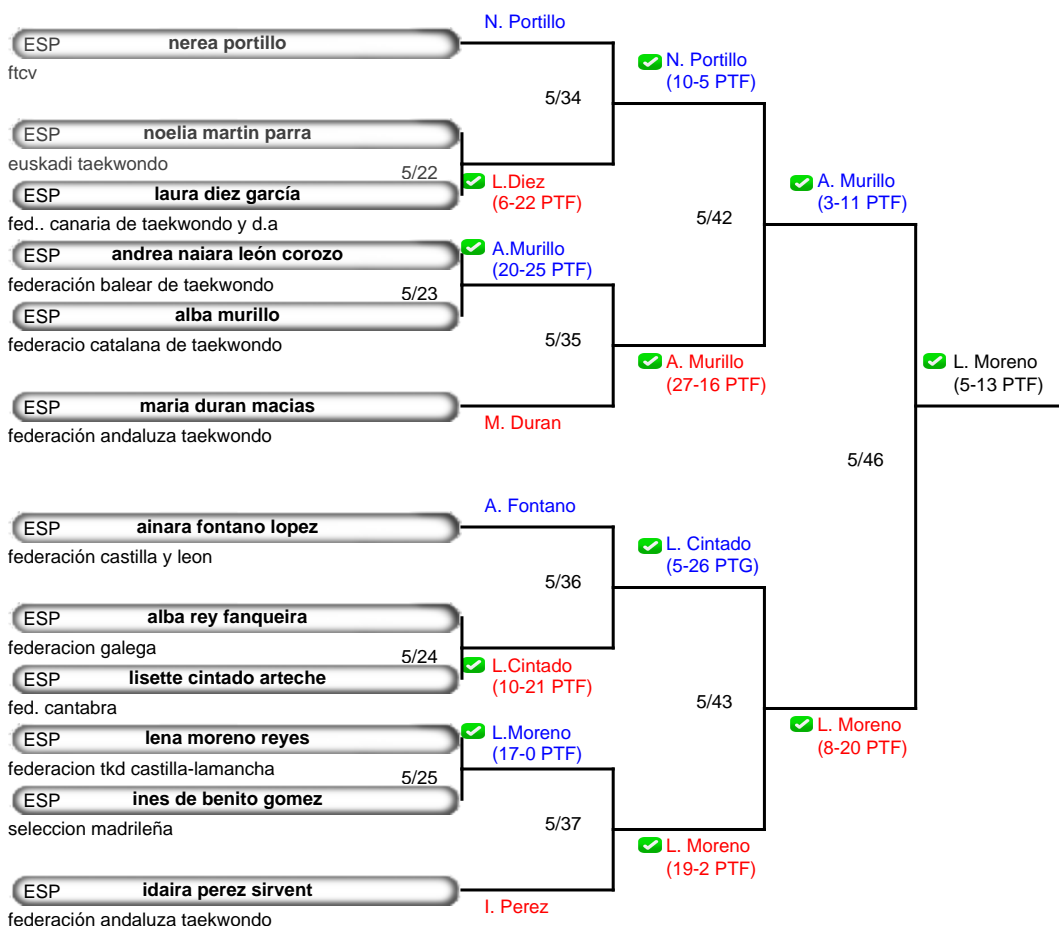 N. Portillo
ESP nerea portillo
ftcv
N. Portillo
(10-5 PTF)
5/34
ESP noelia martin parra
euskadi taekwondo
5/22
L.Diez
(6-22 PTF)
ESP laura diez garcía
fed.. canaria de taekwondo y d.a
A. Murillo
(3-11 PTF)
5/42
ESP andrea naiara león corozo
federación balear de taekwondo
A.Murillo
(20-25 PTF)
5/23
ESP alba murillo
federacio catalana de taekwondo
5/35
A. Murillo
(27-16 PTF)
L. Moreno
(5-13 PTF)
ESP maria duran macias
federación andaluza taekwondo
M. Duran
5/46
A. Fontano
ESP ainara fontano lopez
federación castilla y leon
L. Cintado
(5-26 PTG)
5/36
ESP alba rey fanqueira
federacion galega
5/24
L.Cintado
(10-21 PTF)
ESP lisette cintado arteche
fed. cantabra
5/43
L. Moreno
(8-20 PTF)
ESP lena moreno reyes
federacion tkd castilla-lamancha
L.Moreno
(17-0 PTF)
5/25
ESP ines de benito gomez
seleccion madrileña
5/37
L. Moreno
(19-2 PTF)
ESP idaira perez sirvent
federación andaluza taekwondo
I. Perez